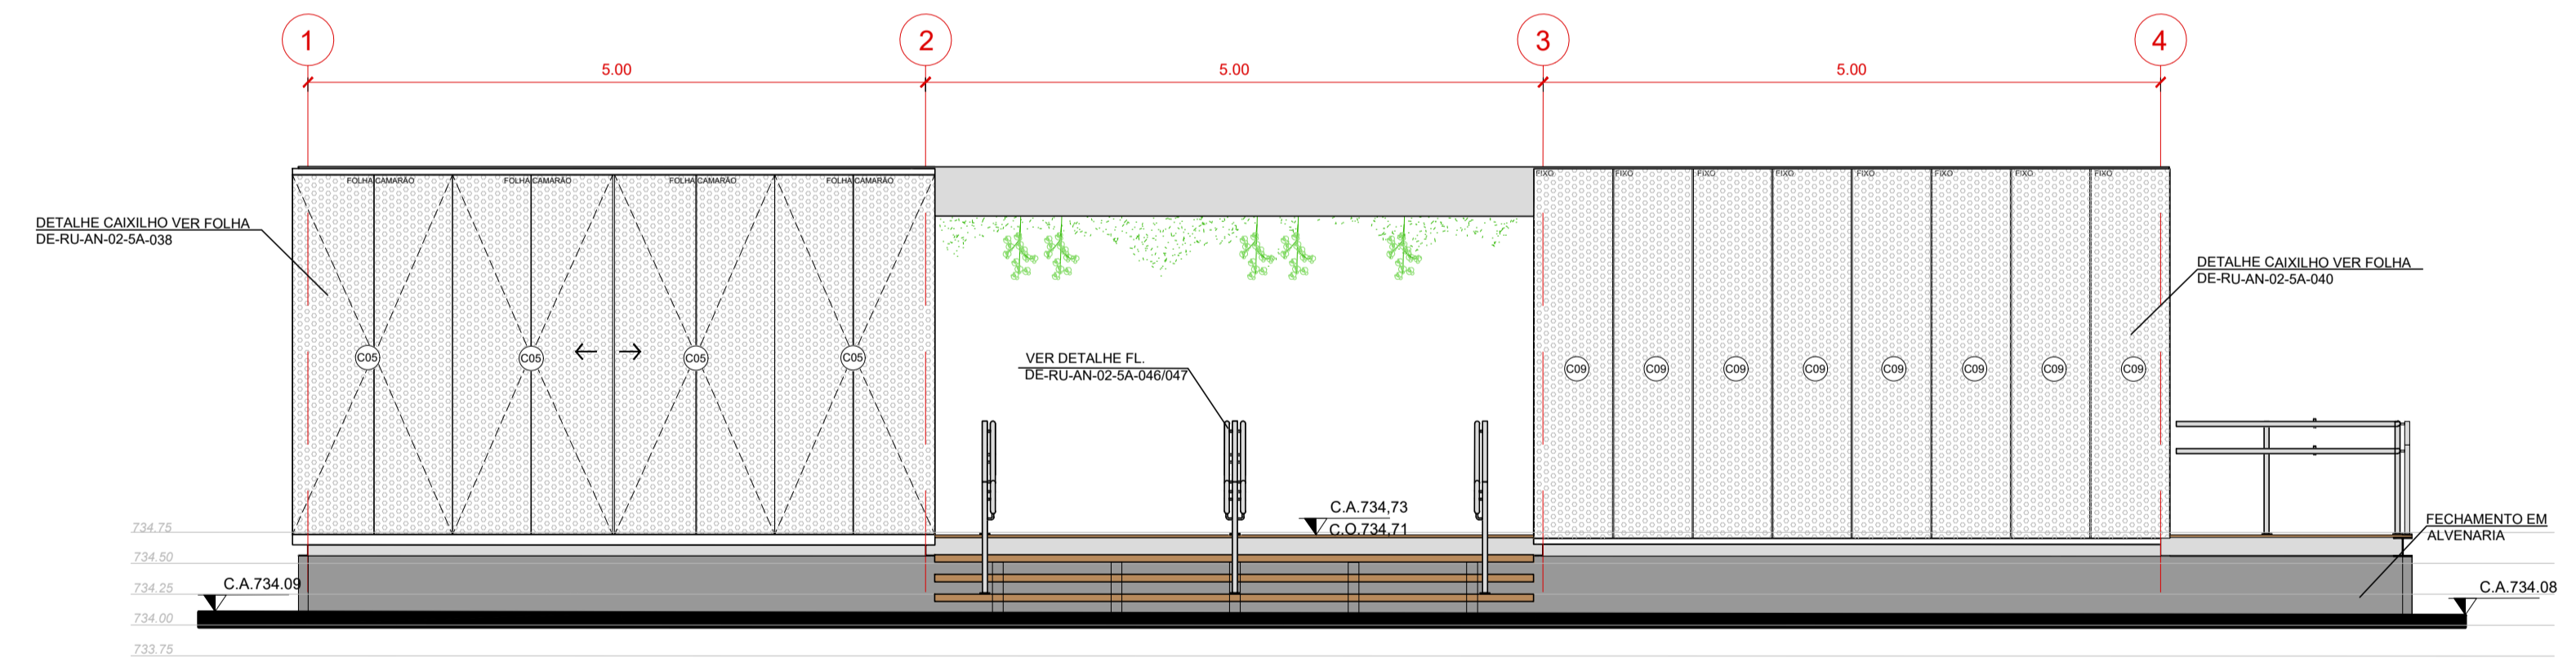 1
2
3
4
5.00
5.00
5.00
FOLHA CAMARÃO
FOLHA CAMARÃO
FOLHA CAMARÃO
FOLHA CAMARÃO
FIXO
FIXO
FIXO
FIXO
FIXO
FIXO
FIXO
FIXO
DETALHE CAIXILHO VER FOLHA
DE-RU-AN-02-5A-038
DETALHE CAIXILHO VER FOLHA
DE-RU-AN-02-5A-040
C05
C05
C05
C05
VER DETALHE FL.
DE-RU-AN-02-5A-046/047
C09
C09
C09
C09
C09
C09
C09
C09
C.A.734,73
C.O.734,71
FECHAMENTO EM
ALVENARIA
734.75
734.50
734.25
734.00
733.75
C.A.734.09
C.A.734.08